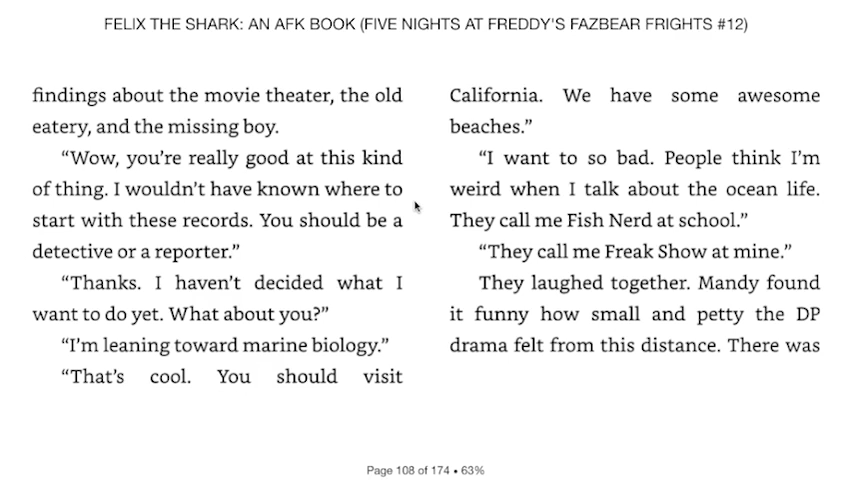 FELIX THE SHARK: AN AFK BOOK (FIVE NIGHTS AT FREDDY'S FAZBEAR FRIGHTS #12)
findings about the movie theater, the old
eatery, and the missing boy.
“Wow, you’re really good at this kind
of thing. I wouldn’t have known where to
start with these records. You should be a
detective or a reporter.”
“Thanks. I haven’t decided what I
want to do yet. What about you?”
“I’m leaning toward marine biology.”
“That’s cool. You should visit
California. We have some awesome
beaches.”
“I want to so bad. People think I’m
weird when I talk about the ocean life.
They call me Fish Nerd at school.”
“They call me Freak Show at mine.”
They laughed together. Mandy found
it funny how small and petty the DP
drama felt from this distance. There was
Page 108 of 174 • 63%